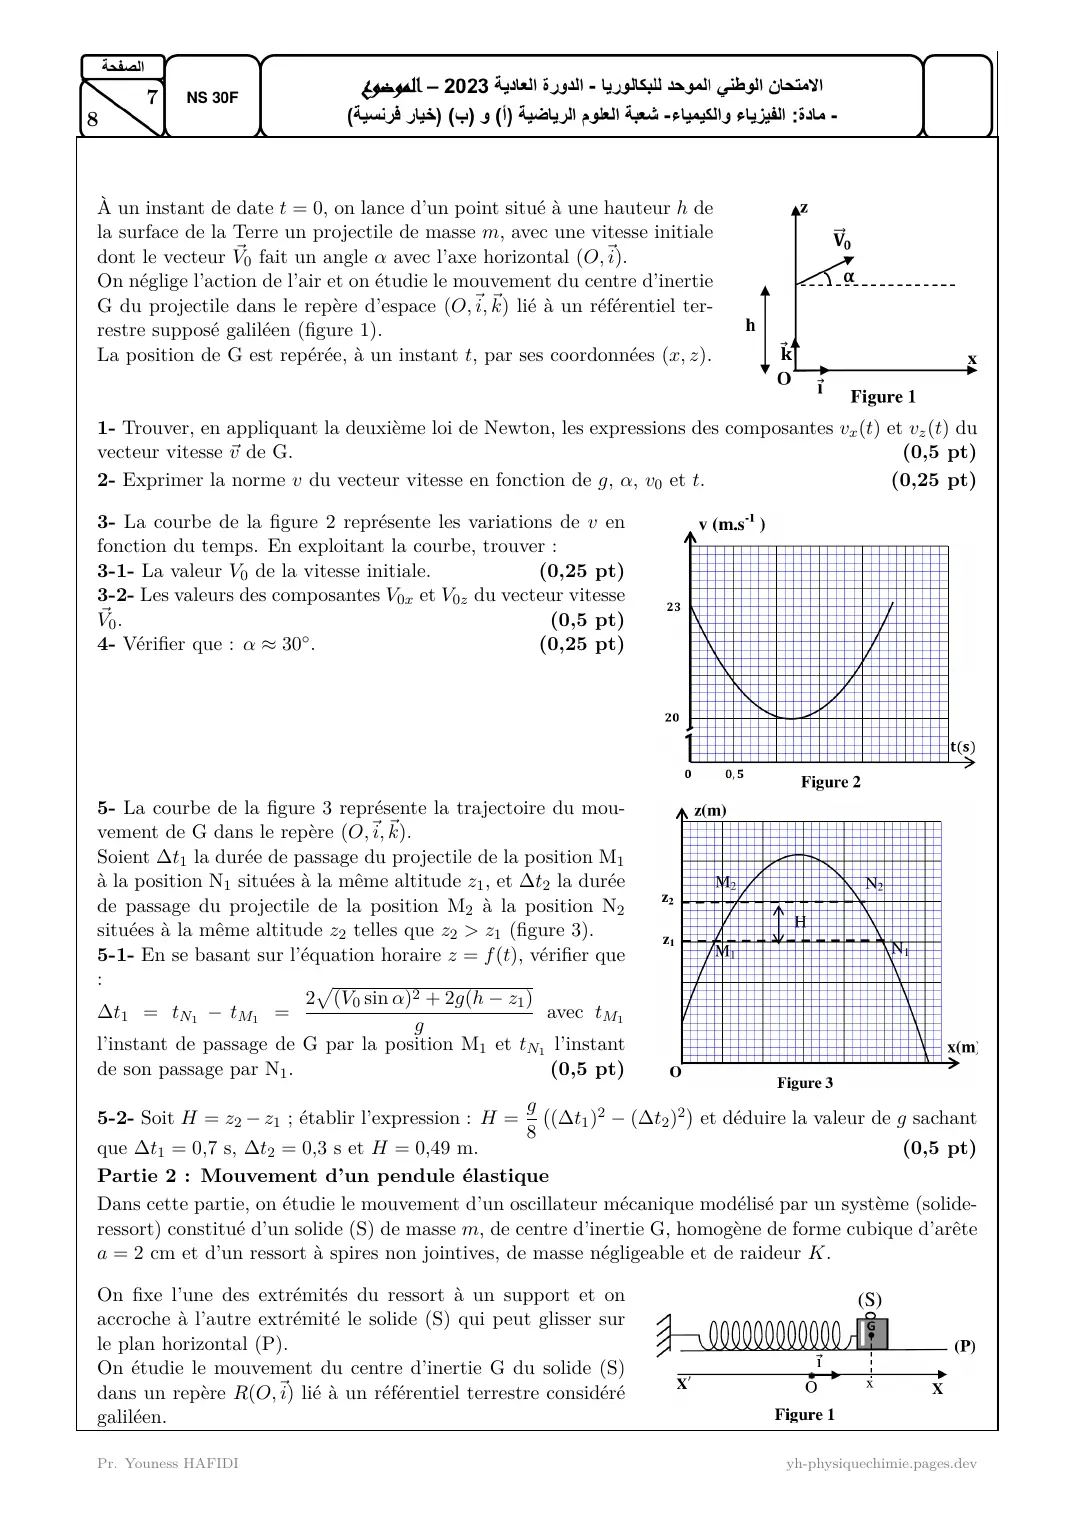 الصفحة
7
8
NS 30F
الامتحان الوطني الموحد للبكالوريا - الدورة العادية 2023 – الموضوع
- مادة: الفيزياء والكيمياء- شعبة العلوم الرياضية (أ) و (ب) (خيار فرنسية)
À un instant de date t = 0, on lance d'un point situé à une hauteur h de
la surface de la Terre un projectile de masse m, avec une vitesse initiale
dont le vecteur V⃗₀ fait un angle α avec l'axe horizontal (O, i⃗).
On néglige l'action de l'air et on étudie le mouvement du centre d'inertie
G du projectile dans le repère d'espace (O, i⃗, k⃗) lié à un référentiel ter-
restre supposé galiléen (figure 1).
La position de G est repérée, à un instant t, par ses coordonnées (x, z).
z
V⃗₀
α
h
k⃗
x
O
i⃗
Figure 1
1- Trouver, en appliquant la deuxième loi de Newton, les expressions des composantes vₓ(t) et v_z(t) du
vecteur vitesse v⃗ de G. (0,5 pt)
2- Exprimer la norme v du vecteur vitesse en fonction de g, α, v₀ et t. (0,25 pt)
3- La courbe de la figure 2 représente les variations de v en
fonction du temps. En exploitant la courbe, trouver :
3-1- La valeur V₀ de la vitesse initiale. (0,25 pt)
3-2- Les valeurs des composantes V₀ₓ et V₀z du vecteur vitesse
V⃗₀. (0,5 pt)
4- Vérifier que : α ≈ 30°. (0,25 pt)
v (m.s⁻¹ )
23
20
t(s)
0
0,5
Figure 2
5- La courbe de la figure 3 représente la trajectoire du mou-
vement de G dans le repère (O, i⃗, k⃗).
Soient Δt₁ la durée de passage du projectile de la position M₁
à la position N₁ situées à la même altitude z₁, et Δt₂ la durée
de passage du projectile de la position M₂ à la position N₂
situées à la même altitude z₂ telles que z₂ > z₁ (figure 3).
5-1- En se basant sur l'équation horaire z = f(t), vérifier que
:
Δt₁ = t_N₁ − t_M₁ = 2√((V₀ sin α)² + 2g(h − z₁)) / g avec t_M₁
l'instant de passage de G par la position M₁ et t_N₁ l'instant
de son passage par N₁. (0,5 pt)
z(m)
M₂
N₂
z₂
H
z₁
M₁
N₁
x(m)
O
Figure 3
5-2- Soit H = z₂ − z₁ ; établir l'expression : H = g/8 ((Δt₁)² − (Δt₂)²) et déduire la valeur de g sachant
que Δt₁ = 0,7 s, Δt₂ = 0,3 s et H = 0,49 m. (0,5 pt)
Partie 2 : Mouvement d'un pendule élastique
Dans cette partie, on étudie le mouvement d'un oscillateur mécanique modélisé par un système (solide-
ressort) constitué d'un solide (S) de masse m, de centre d'inertie G, homogène de forme cubique d'arête
a = 2 cm et d'un ressort à spires non jointives, de masse négligeable et de raideur K.
On fixe l'une des extrémités du ressort à un support et on
accroche à l'autre extrémité le solide (S) qui peut glisser sur
le plan horizontal (P).
On étudie le mouvement du centre d'inertie G du solide (S)
dans un repère R(O, i⃗) lié à un référentiel terrestre considéré
galiléen.
(S)
G
(P)
i⃗
X′
O
x
X
Figure 1
Pr. Youness HAFIDI
yh-physiquechimie.pages.dev